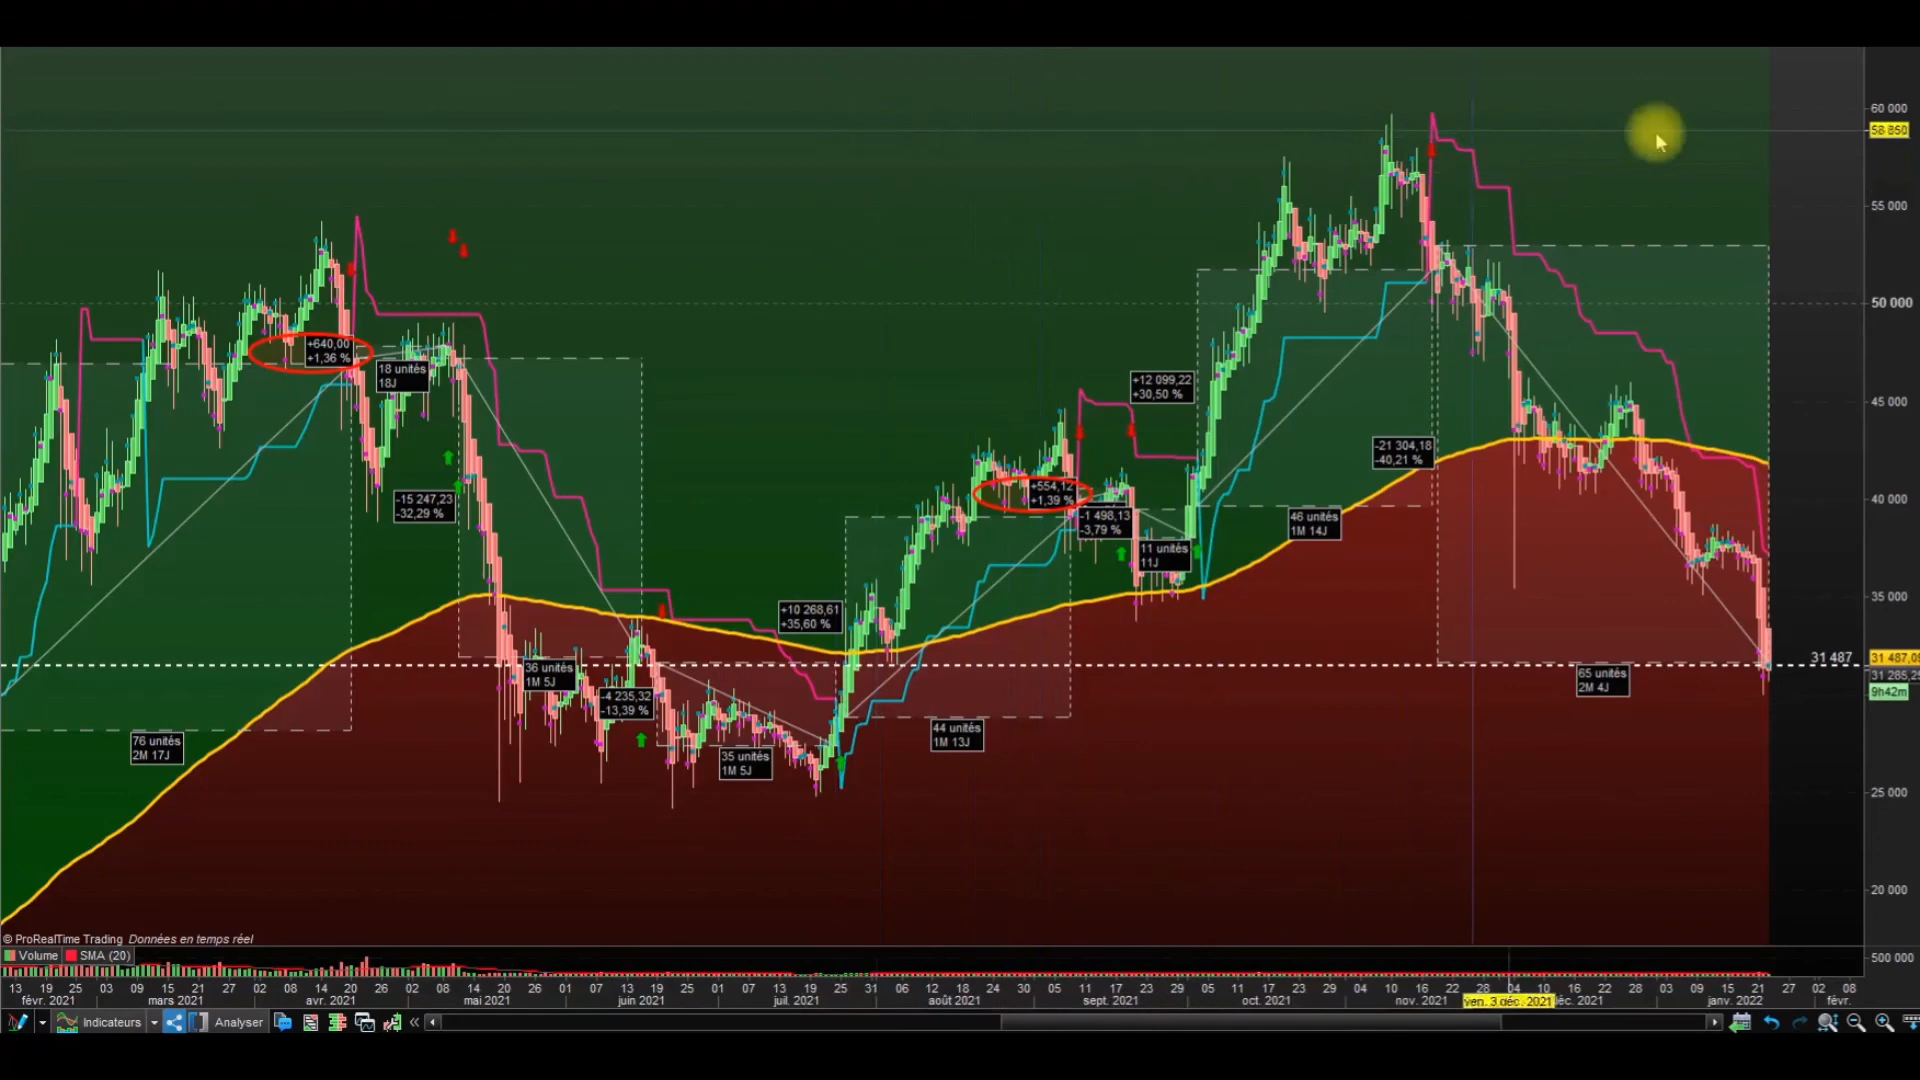 60 000
58 850
55 000
50 000
45 000
40 000
35 000
31 487
31 487,0
31 285,2
9h42m
25 000
20 000
+640,00
+1,36 %
18 unités
18J
-15 247,23
-32,29 %
76 unités
2M 17J
36 unités
1M 5J
-4 235,32
-13,39 %
35 unités
1M 5J
+10 268,61
+35,60 %
44 unités
1M 13J
+554,12
+1,39 %
-1 498,13
-3,79 %
11 unités
11J
+12 099,22
+30,50 %
46 unités
1M 14J
-21 304,18
-40,21 %
65 unités
2M 4J
© ProRealTime Trading Données en temps réel
Volume SMA (20)
500 000
13 19 25 03 09 15 21 27 02 08 14 20 26 02 08 14 20 26 01 07 13 19 25 01 07 13 19 25 31 06 12 18 24 30 05 11 17 23 29 05 11 17 23 29 04 10 16 22 28 04 10 16 22 28 03 09 15 21 27 02 08
févr. 2021 mars 2021 avr. 2021 mai 2021 juin 2021 juil. 2021 août 2021 sept. 2021 oct. 2021 nov. 2021 ven. 3 déc. 2021 déc. 2021 janv. 2022 févr.
Indicateurs Analyser